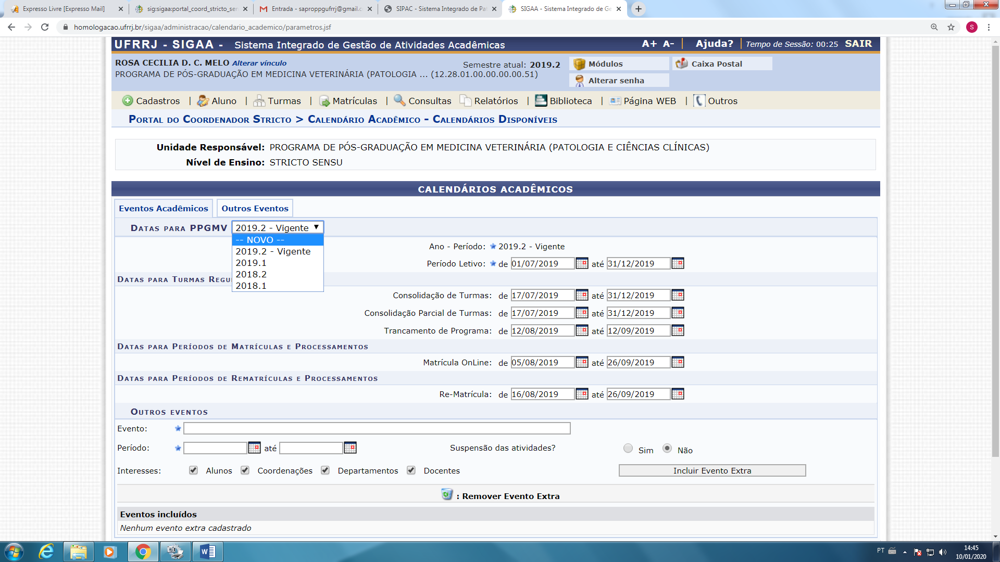 Expresso Livre [Expresso Mail]
sig:sigaa:portal_coord_stricto_sen
Entrada - saproppgufrrj@gmail.c
SIPAC - Sistema Integrado de Pat
SIGAA - Sistema Integrado de Ge
homologacao.ufrrj.br/sigaa/administracao/calendario_academico/parametros.jsf
S
UFRRJ - SIGAA - Sistema Integrado de Gestão de Atividades Acadêmicas
A+ A- | Ajuda? | Tempo de Sessão: 00:25 SAIR
ROSA CECILIA D. C. MELO Alterar vínculo
Semestre atual: 2019.2
Módulos
Caixa Postal
PROGRAMA DE PÓS-GRADUAÇÃO EM MEDICINA VETERINÁRIA (PATOLOGIA ... (12.28.01.00.00.00.00.51)
Alterar senha
Cadastros | Aluno | Turmas | Matrículas | Consultas Relatórios | Biblioteca | Página WEB | Outros
Portal do Coordenador Stricto > Calendário Acadêmico - Calendários Disponíveis
Unidade Responsável: PROGRAMA DE PÓS-GRADUAÇÃO EM MEDICINA VETERINÁRIA (PATOLOGIA E CIÊNCIAS CLÍNICAS)
Nível de Ensino: STRICTO SENSU
CALENDÁRIOS ACADÊMICOS
Eventos Acadêmicos Outros Eventos
Datas para PPGMV 2019.2 - Vigente
-- NOVO --
2019.2 - Vigente
2019.1
2018.2
2018.1
Ano - Período: 2019.2 - Vigente
Período Letivo: de 01/07/2019 até 31/12/2019
Datas para Turmas Regu
Consolidação de Turmas: de 17/07/2019 até 31/12/2019
Consolidação Parcial de Turmas: de 17/07/2019 até 31/12/2019
Trancamento de Programa: de 12/08/2019 até 12/09/2019
Datas para Períodos de Matrículas e Processamentos
Matrícula OnLine: de 05/08/2019 até 26/09/2019
Datas para Períodos de Rematrículas e Processamentos
Re-Matrícula: de 16/08/2019 até 26/09/2019
Outros eventos
Evento:
Período: até Suspensão das atividades? Sim Não
Interesses: Alunos Coordenações Departamentos Docentes Incluir Evento Extra
: Remover Evento Extra
Eventos incluídos
Nenhum evento extra cadastrado
PT
14:45
10/01/2020